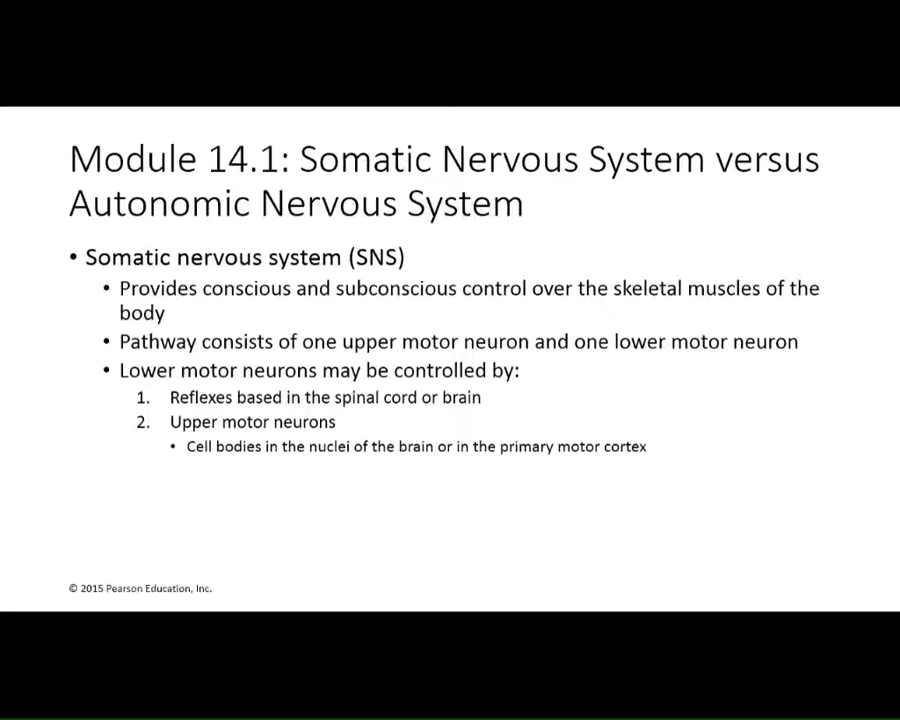 Module 14.1: Somatic Nervous System versus
Autonomic Nervous System
• Somatic nervous system (SNS)
• Provides conscious and subconscious control over the skeletal muscles of the
body
• Pathway consists of one upper motor neuron and one lower motor neuron
• Lower motor neurons may be controlled by:
1. Reflexes based in the spinal cord or brain
2. Upper motor neurons
• Cell bodies in the nuclei of the brain or in the primary motor cortex
© 2015 Pearson Education, Inc.